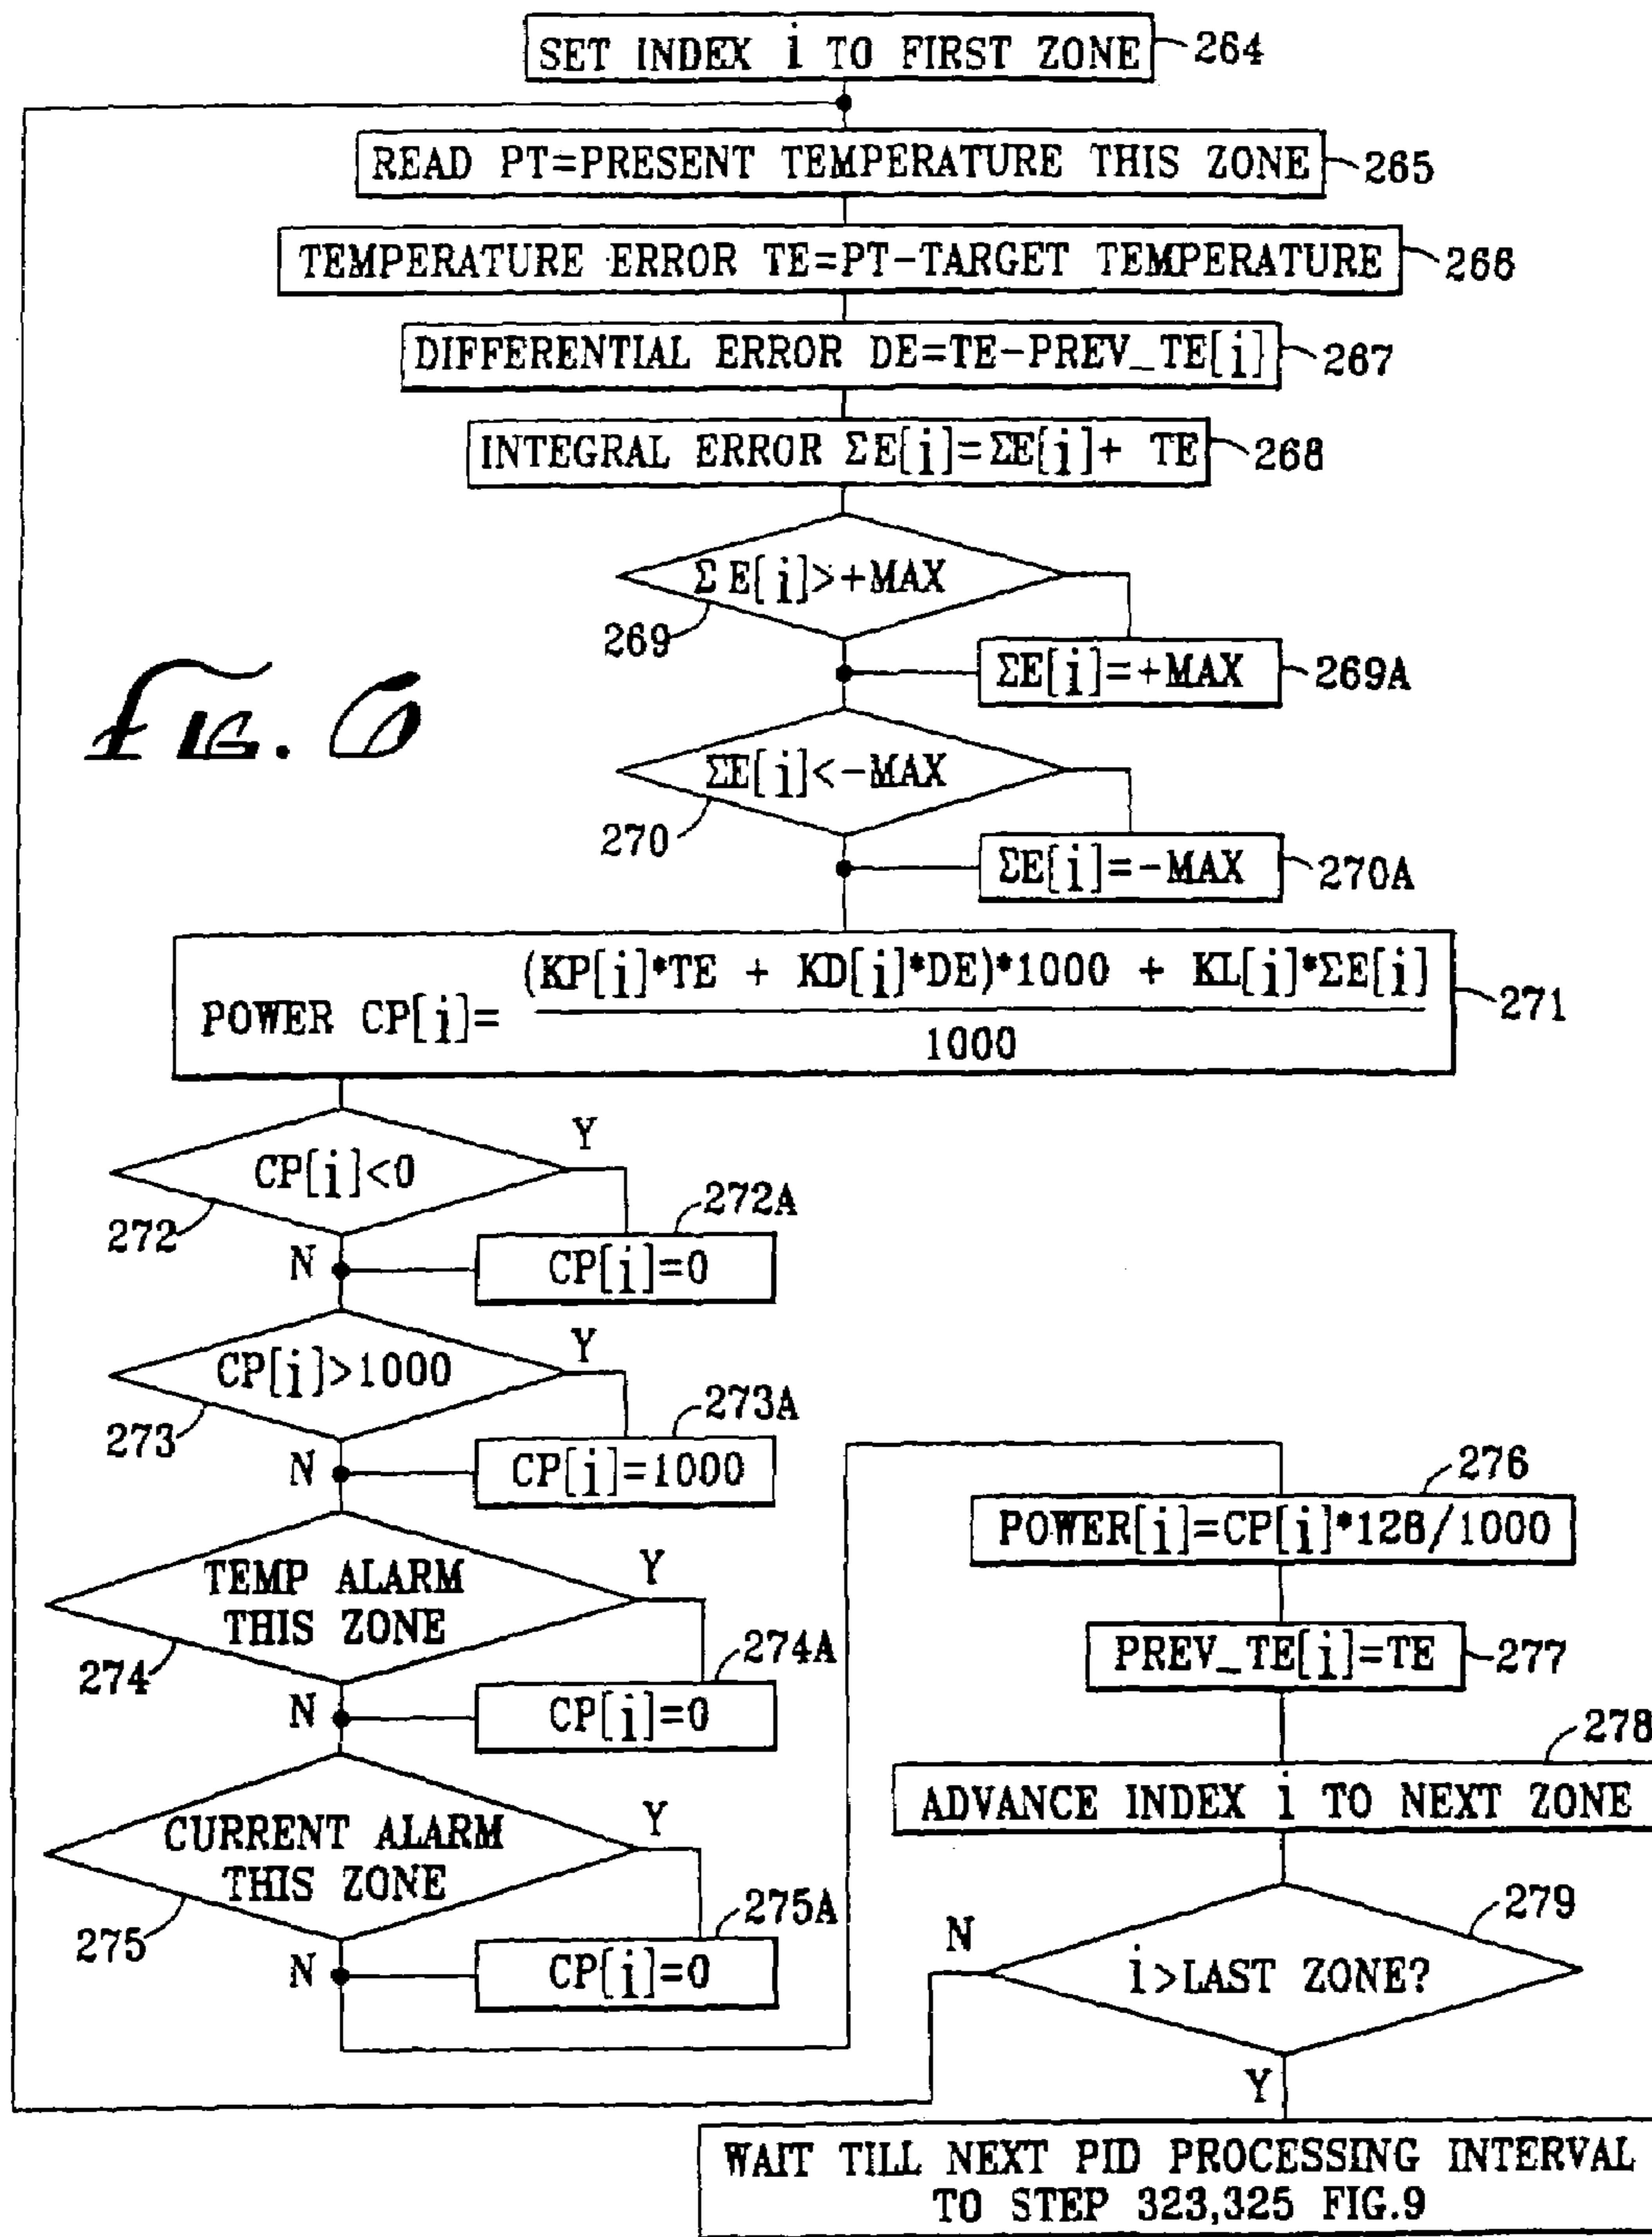 SET INDEX i TO FIRST ZONE
264
READ PT=PRESENT TEMPERATURE THIS ZONE
265
TEMPERATURE ERROR TE=PT-TARGET TEMPERATURE
266
DIFFERENTIAL ERROR DE=TE-PREV_TE[i]
267
INTEGRAL ERROR ΣE[i]=ΣE[i]+ TE
268
ΣE[i]>+MAX
269
ΣE[i]=+MAX
269A
FIG. 6
ΣE[i]<-MAX
270
ΣE[i]=-MAX
270A
POWER CP[i]=
(KP[i]*TE + KD[i]*DE)*1000 + KL[i]*ΣE[i]
1000
271
CP[i]<0
Y
272
272A
N
CP[i]=0
CP[i]>1000
Y
273
273A
N
CP[i]=1000
TEMP ALARM
THIS ZONE
Y
274
274A
N
CP[i]=0
CURRENT ALARM
THIS ZONE
Y
275
275A
N
CP[i]=0
276
POWER[i]=CP[i]*128/1000
PREV_TE[i]=TE
277
278
ADVANCE INDEX i TO NEXT ZONE
279
N
i>LAST ZONE?
Y
WAIT TILL NEXT PID PROCESSING INTERVAL
TO STEP 323,325 FIG.9